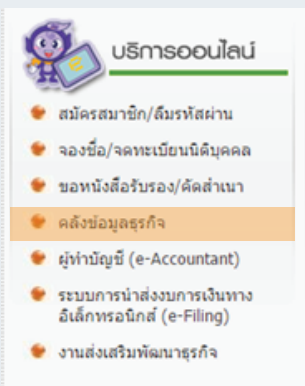 บริการออนไลน์
สมัครสมาชิก/ลืมรหัสผ่าน
จองชื่อ/จดทะเบียนนิติบุคคล
ขอหนังสือรับรอง/คัดสำเนา
คลังข้อมูลธุรกิจ
ผู้ทำบัญชี (e-Accountant)
ระบบการนำส่งงบการเงินทาง
อิเล็กทรอนิกส์ (e-Filing)
งานส่งเสริมพัฒนาธุรกิจ